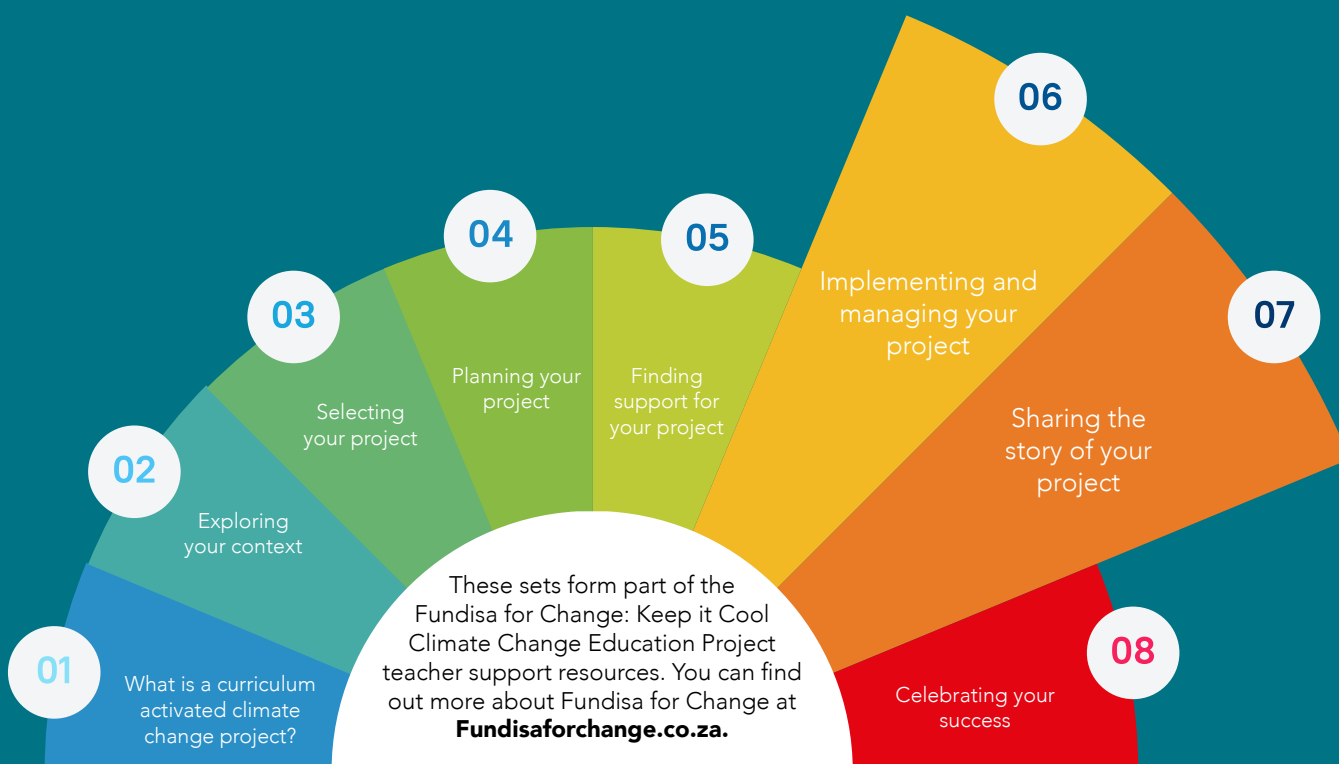 01
What is a curriculum
activated climate
change project?
02
Exploring
your context
03
Selecting
your project
04
Planning your
project
05
Finding
support for
your project
06
Implementing and
managing your
project
07
Sharing the
story of your
project
08
Celebrating your
success
These sets form part of the
Fundisa for Change: Keep it Cool
Climate Change Education Project
teacher support resources. You can find
out more about Fundisa for Change at
Fundisaforchange.co.za.